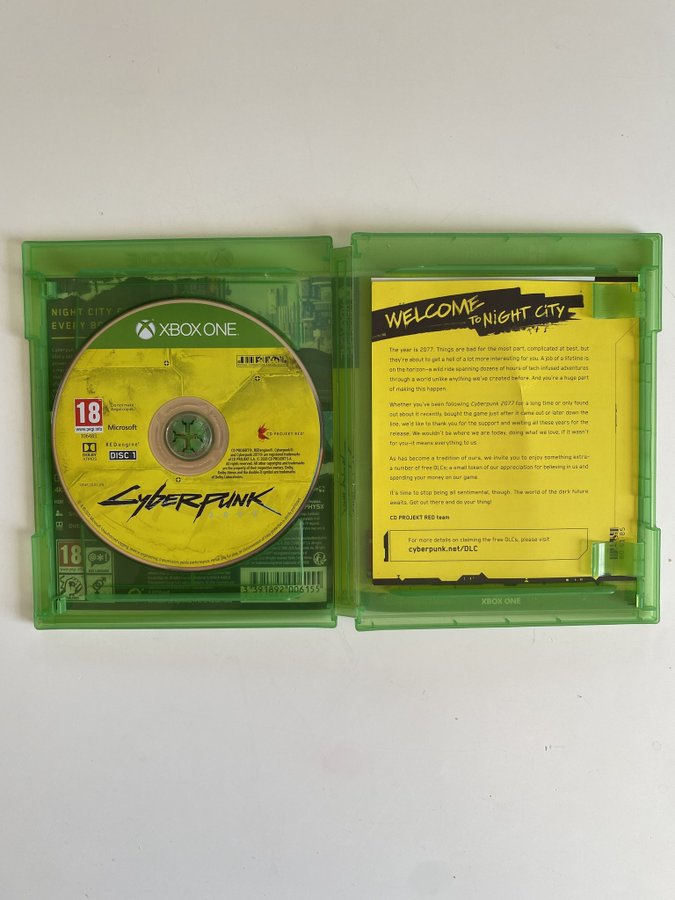 XBOX ONE
NIGHT CITY
EVERY
XBOX ONE
18
www.pegi.info
Microsoft
DOLBY
ATMOS
REDengine
DISC 1
CD PROJEKT RED
CYBERPUNK
18
3 391892 006155
WELCOME
TO NIGHT CITY
The year is 2077. Things are bad for the most part, complicated at best, but
they're about to get a hell of a lot more interesting for you. A job of a lifetime is
on the horizon—a wild ride spanning dozens of hours of tech-infused adventures
through a world unlike anything we've created before. And you're a huge part
of making this happen.
Whether you've been following Cyberpunk 2077 for a long time or only found
out about it recently, bought the game just after it came out or later down the
line, we'd like to thank you for the support and waiting all these years for the
release. We wouldn't be where we are today, doing what we love, if it wasn't
for you—it means everything to us.
As has become a tradition of ours, we invite you to enjoy something extra–
a number of free DLCs; a small token of our appreciation for believing in us and
spending your money on our game.
It's time to stop being all sentimental, though. The world of the dark future
awaits. Get out there and do your thing!
CD PROJEKT RED team
For more details on claiming the free DLCs, please visit
cyberpunk.net/DLC
XBOX ONE